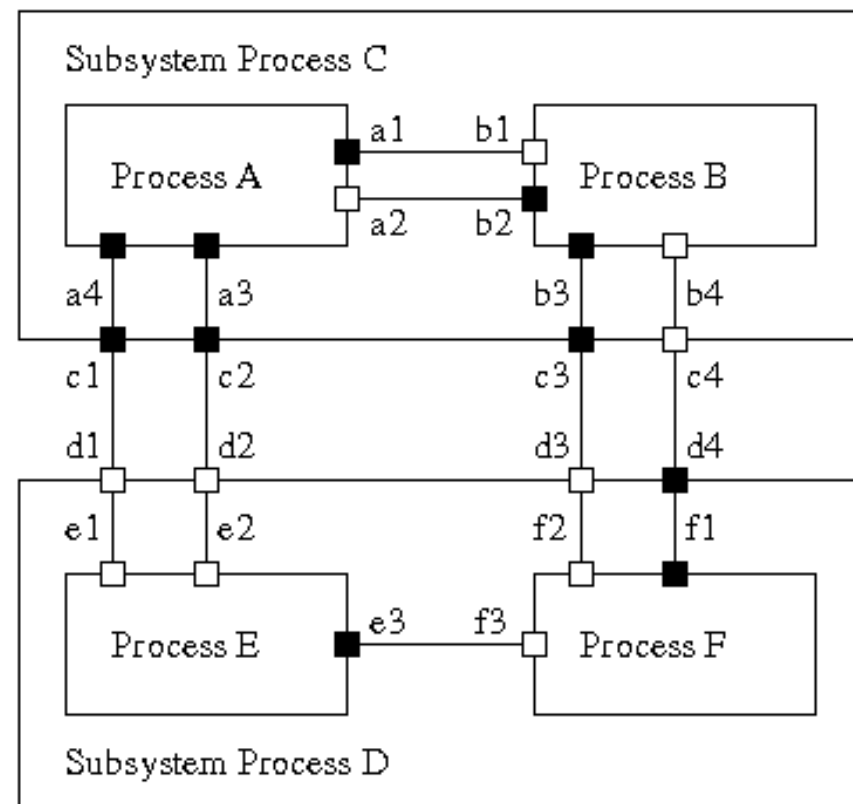 Subsystem Process C
a1 b1
Process A Process B
a2 b2
a4 a3 b3 b4
c1 c2 c3 c4
d1 d2 d3 d4
e1 e2 f2 f1
e3 f3
Process E Process F
Subsystem Process D